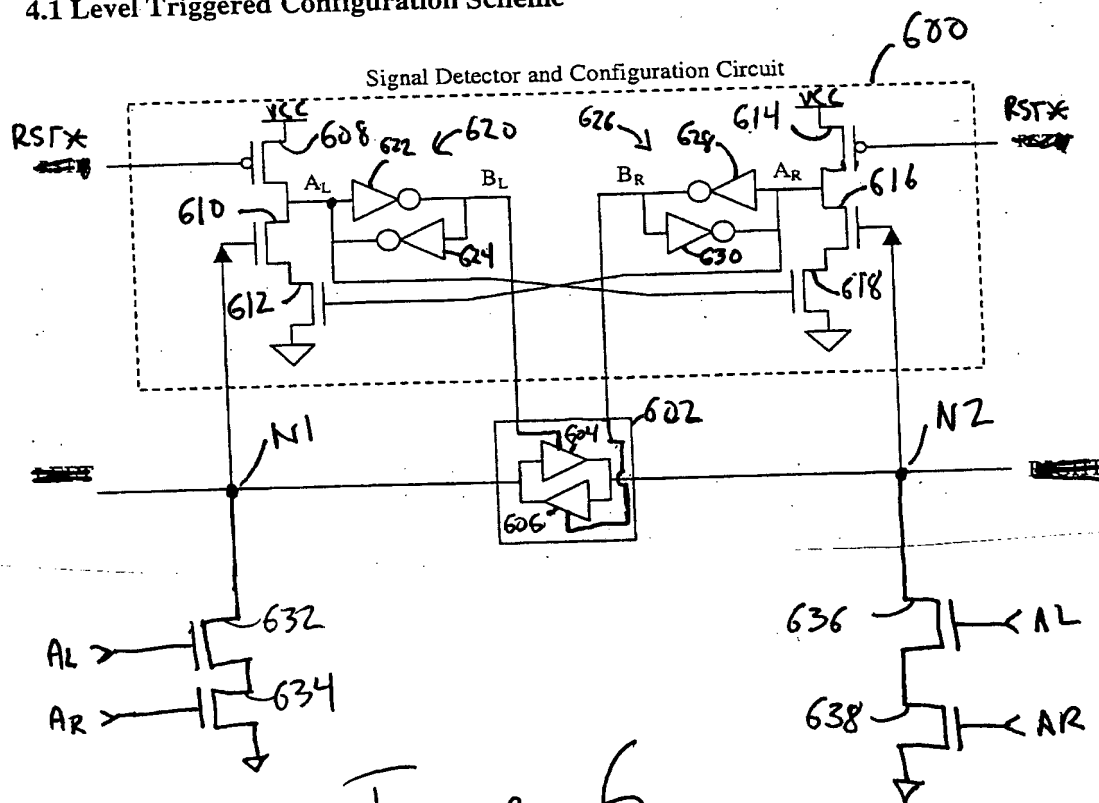 4.1 Level Triggered Configuration Scheme
600
Signal Detector and Configuration Circuit
VCC
VCC
RST*
RST*
608
622
620
626
628
614
AL
BL
BR
AR
610
616
624
630
612
618
602
N1
N2
604
606
632
636
AL
AL
634
638
AR
AR
6